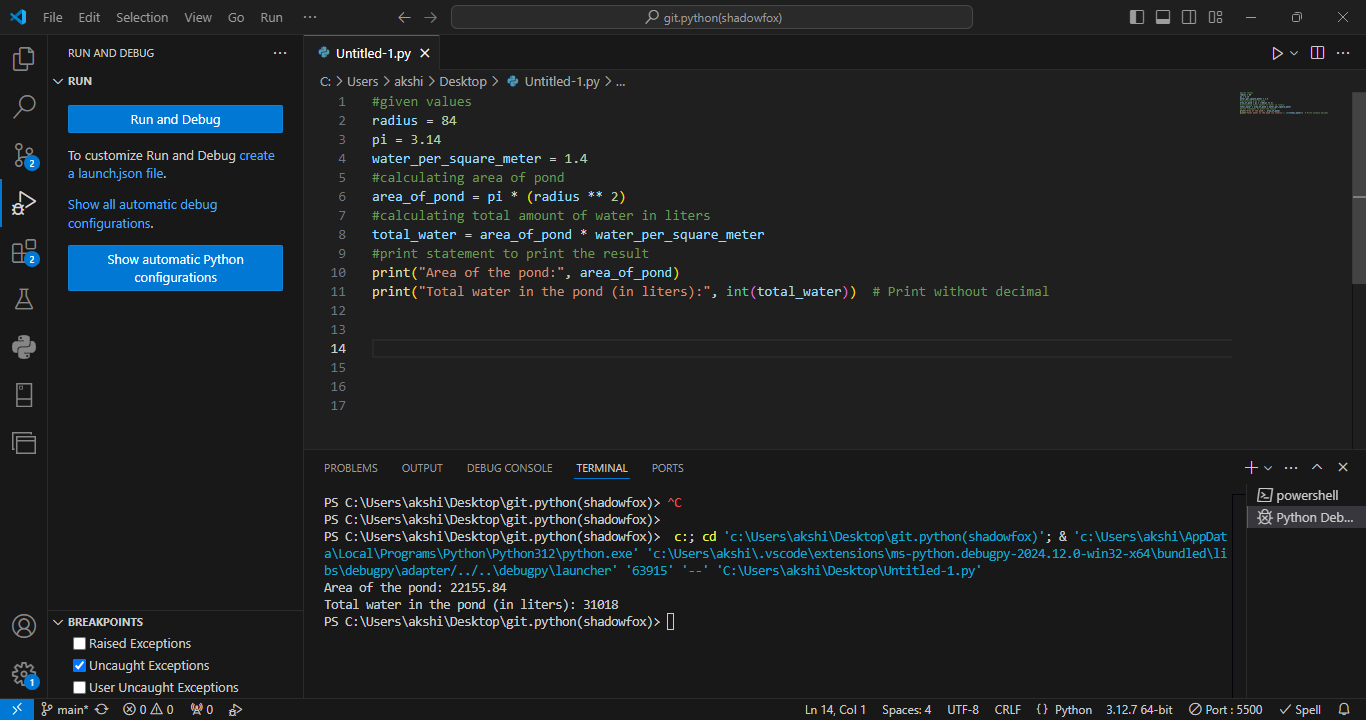 File Edit Selection View Go Run ··· git.python(shadowfox)
RUN AND DEBUG ···
RUN
Run and Debug
To customize Run and Debug create
a launch.json file.
Show all automatic debug
configurations.
Show automatic Python
configurations
2
2
1
Untitled-1.py
C: > Users > akshi > Desktop > Untitled-1.py > ...
1 #given values
2 radius = 84
3 pi = 3.14
4 water_per_square_meter = 1.4
5 #calculating area of pond
6 area_of_pond = pi * (radius ** 2)
7 #calculating total amount of water in liters
8 total_water = area_of_pond * water_per_square_meter
9 #print statement to print the result
10 print("Area of the pond:", area_of_pond)
11 print("Total water in the pond (in liters):", int(total_water))  # Print without decimal
12
13
14
15
16
17
PROBLEMS OUTPUT DEBUG CONSOLE TERMINAL PORTS
PS C:\Users\akshi\Desktop\git.python(shadowfox)> ^C
PS C:\Users\akshi\Desktop\git.python(shadowfox)>
PS C:\Users\akshi\Desktop\git.python(shadowfox)>  c:; cd 'c:\Users\akshi\Desktop\git.python(shadowfox)'; & 'c:\Users\akshi\AppDat
a\Local\Programs\Python\Python312\python.exe' 'c:\Users\akshi\.vscode\extensions\ms-python.debugpy-2024.12.0-win32-x64\bundled\li
bs\debugpy\adapter/../..\debugpy\launcher' '63915' '--' 'C:\Users\akshi\Desktop\Untitled-1.py'
Area of the pond: 22155.84
Total water in the pond (in liters): 31018
PS C:\Users\akshi\Desktop\git.python(shadowfox)>
powershell
Python Deb...
BREAKPOINTS
Raised Exceptions
Uncaught Exceptions
User Uncaught Exceptions
main* 0 0 0 Ln 14, Col 1 Spaces: 4 UTF-8 CRLF {} Python 3.12.7 64-bit Port : 5500 Spell